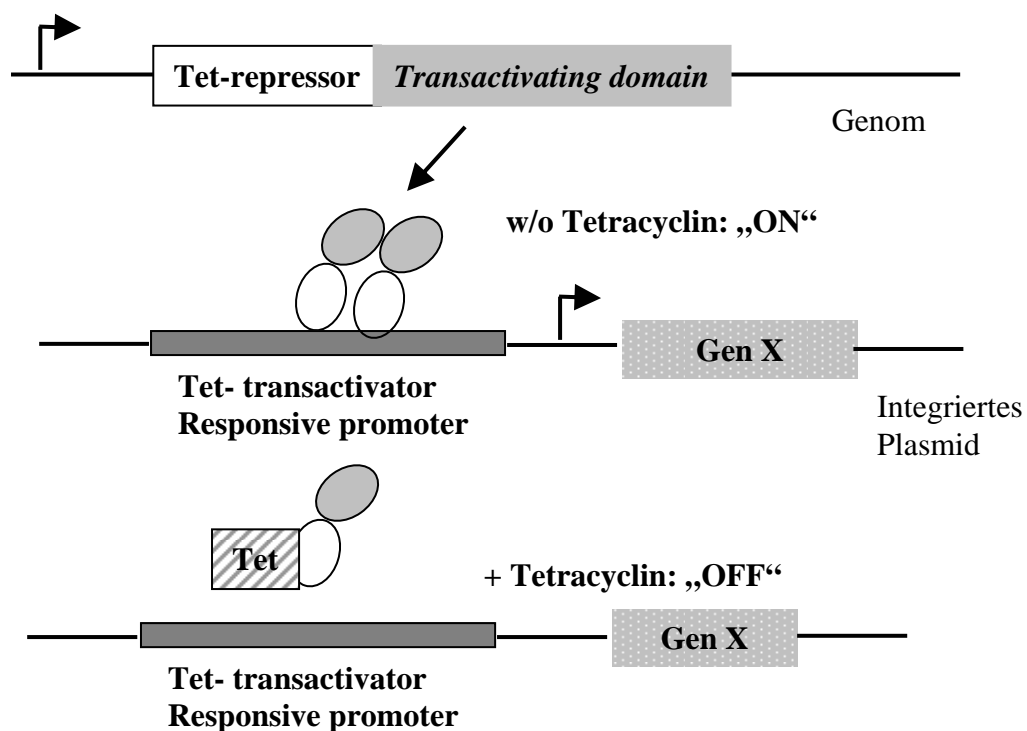 Tet-repressor Transactivating domain
Genom
w/o Tetracyclin: „ON“
Gen X
Tet- transactivator
Responsive promoter
Integriertes
Plasmid
Tet
+ Tetracyclin: „OFF“
Gen X
Tet- transactivator
Responsive promoter